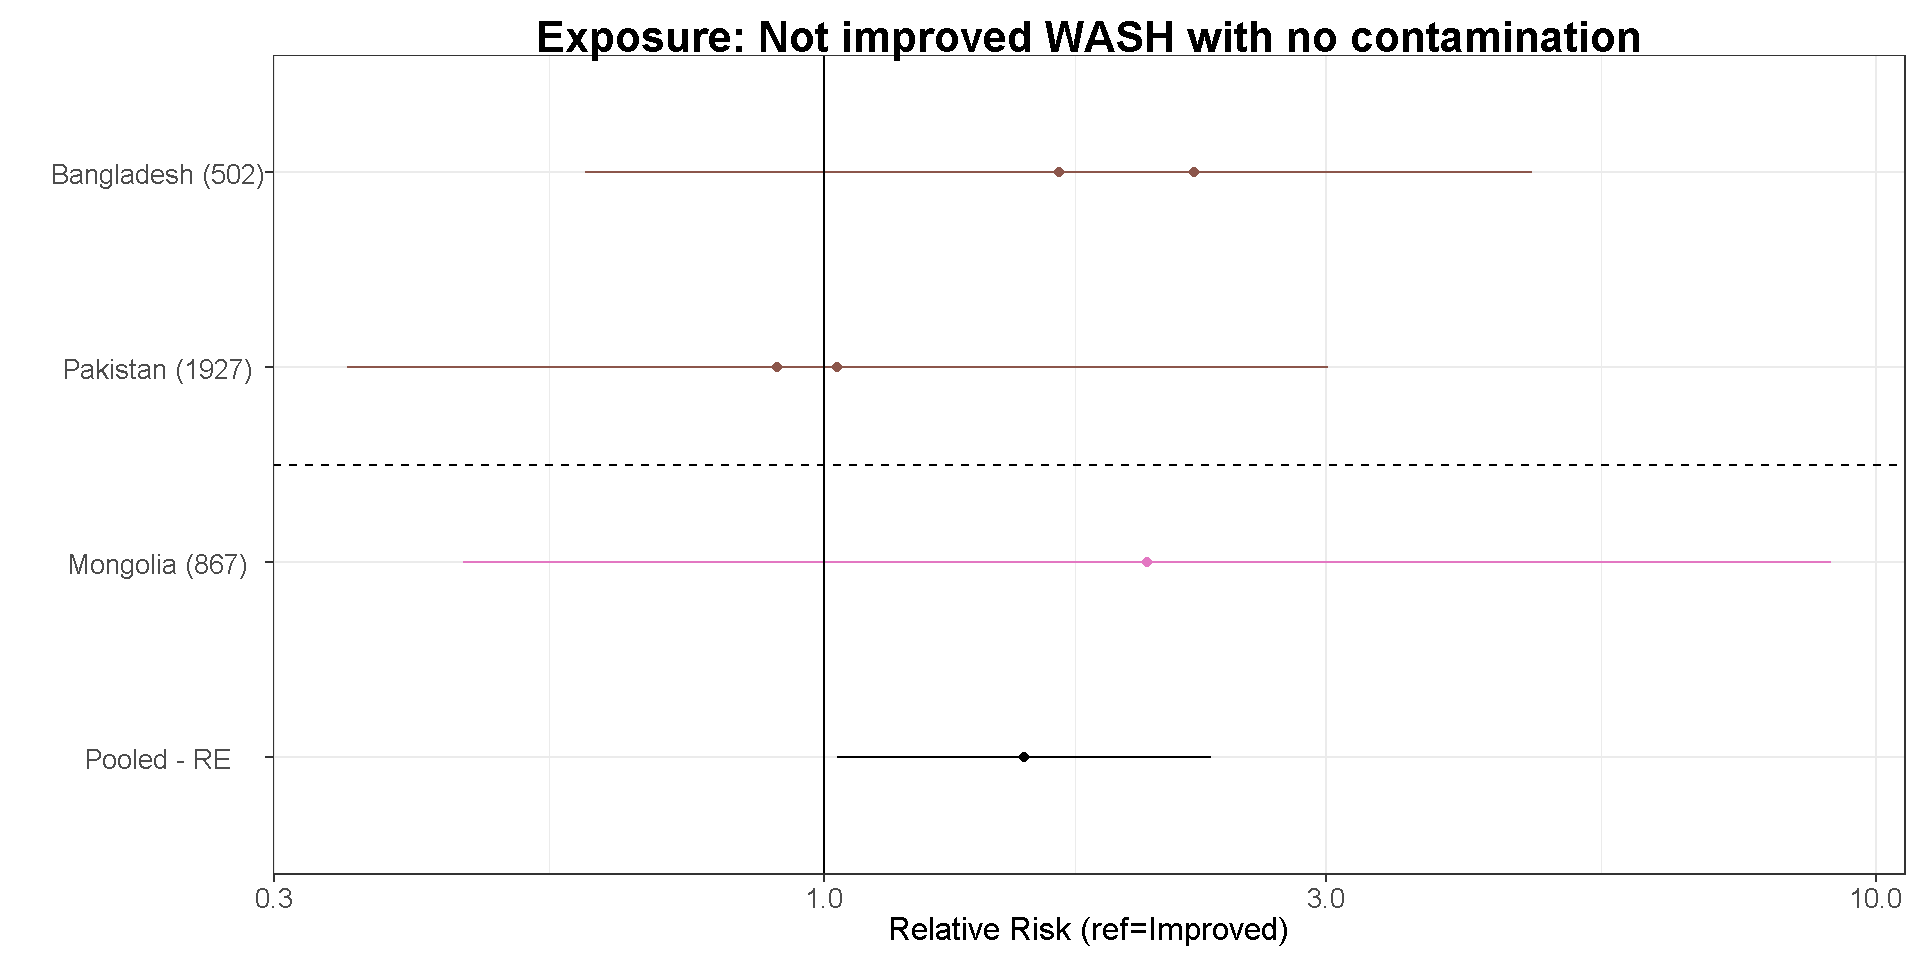 Exposure: Not improved WASH with no contamination
Bangladesh (502)
Pakistan (1927)
Mongolia (867)
Pooled - RE
0.3 1.0 3.0 10.0
Relative Risk (ref=Improved)